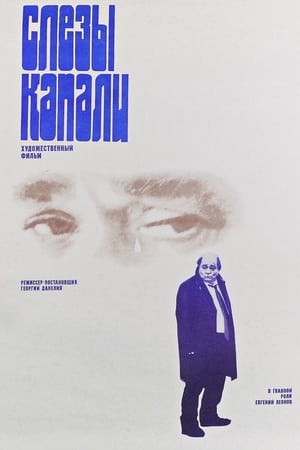 СЛЕЗЫ
КАПАЛИ
ХУДОЖЕСТВЕННЫЙ
ФИЛЬМ
РЕЖИССЕР-ПОСТАНОВЩИК
ГЕОРГИЙ ДАНЕЛИЯ
В ГЛАВНОЙ
РОЛИ
ЕВГЕНИЙ ЛЕОНОВ